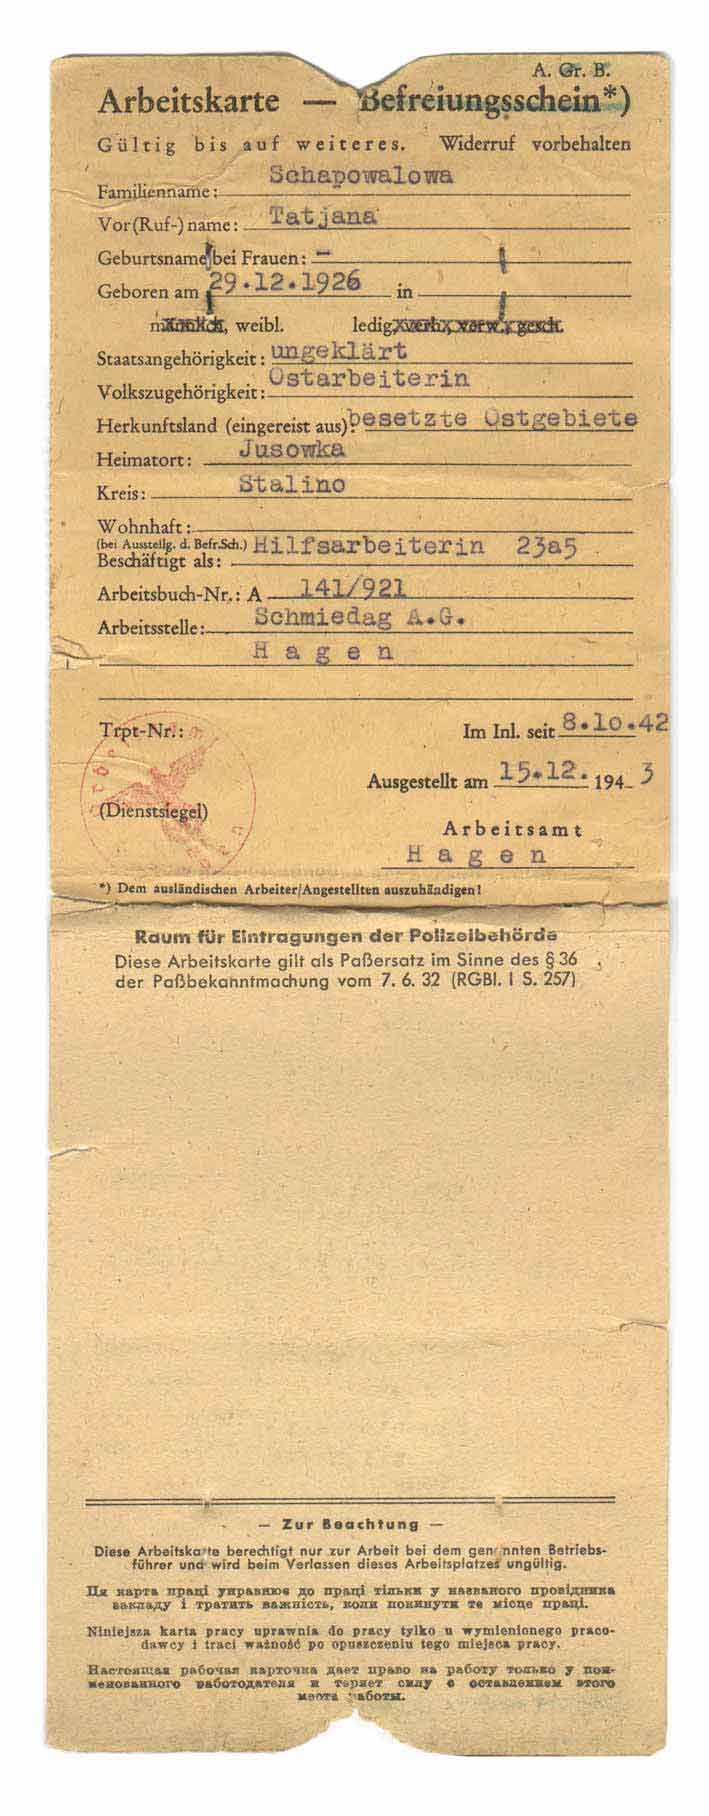 A. Gr. B.
Arbeitskarte — Befreiungsschein*)
Gültig bis auf weiteres. Widerruf vorbehalten
Familienname: Schapowalowa
Vor(Ruf-)name: Tatjana
Geburtsname bei Frauen: -
Geboren am 29.12.1926 in
männlich, weibl. ledig, verh., verw., gesch.
Staatsangehörigkeit: ungeklärt
Volkszugehörigkeit: Ostarbeiterin
Herkunftsland (eingereist aus): besetzte Ostgebiete
Heimatort: Jusowka
Kreis: Stalino
Wohnhaft:
(bei Ausstellg. d. Befr.Sch.)
Beschäftigt als: Hilfsarbeiterin 23a5
Arbeitsbuch-Nr.: A 141/921
Arbeitsstelle: Schmiedag A.G.
Hagen
Trpt-Nr.: Im Inl. seit 8.10.42
Ausgestellt am 15.12. 1943
(Dienstsiegel)
Arbeitsamt
Hagen
*) Dem ausländischen Arbeiter/Angestellten auszuhändigen!
Raum für Eintragungen der Polizeibehörde
Diese Arbeitskarte gilt als Paßersatz im Sinne des § 36
der Paßbekanntmachung vom 7. 6. 32 (RGBl. I S. 257)
— Zur Beachtung —
Diese Arbeitskarte berechtigt nur zur Arbeit bei dem genannten Betriebs-
führer und wird beim Verlassen dieses Arbeitsplatzes ungültig.
Ця карта праці управнює до праці тільки у названого провідника
закладу і тратить важність, коли покинути те місце праці.
Niniejsza karta pracy uprawnia do pracy tylko u wymienionego praco-
dawcy i traci ważność po opuszczeniu tego miejsca pracy.
Настоящая рабочая карточка дает право на работу только у пои-
менованного работодателя и теряет силу с оставлением этого
места работы.